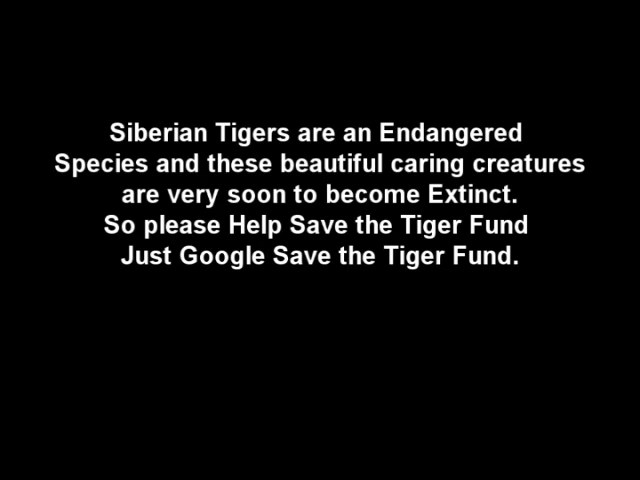 Siberian Tigers are an Endangered
Species and these beautiful caring creatures
are very soon to become Extinct.
So please Help Save the Tiger Fund
Just Google Save the Tiger Fund.